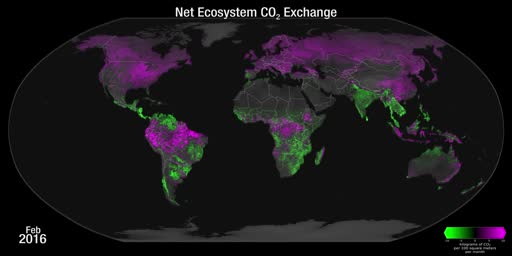 Net Ecosystem CO₂ Exchange
Feb
2016
kilograms of CO₂
per 100 square meters
per month